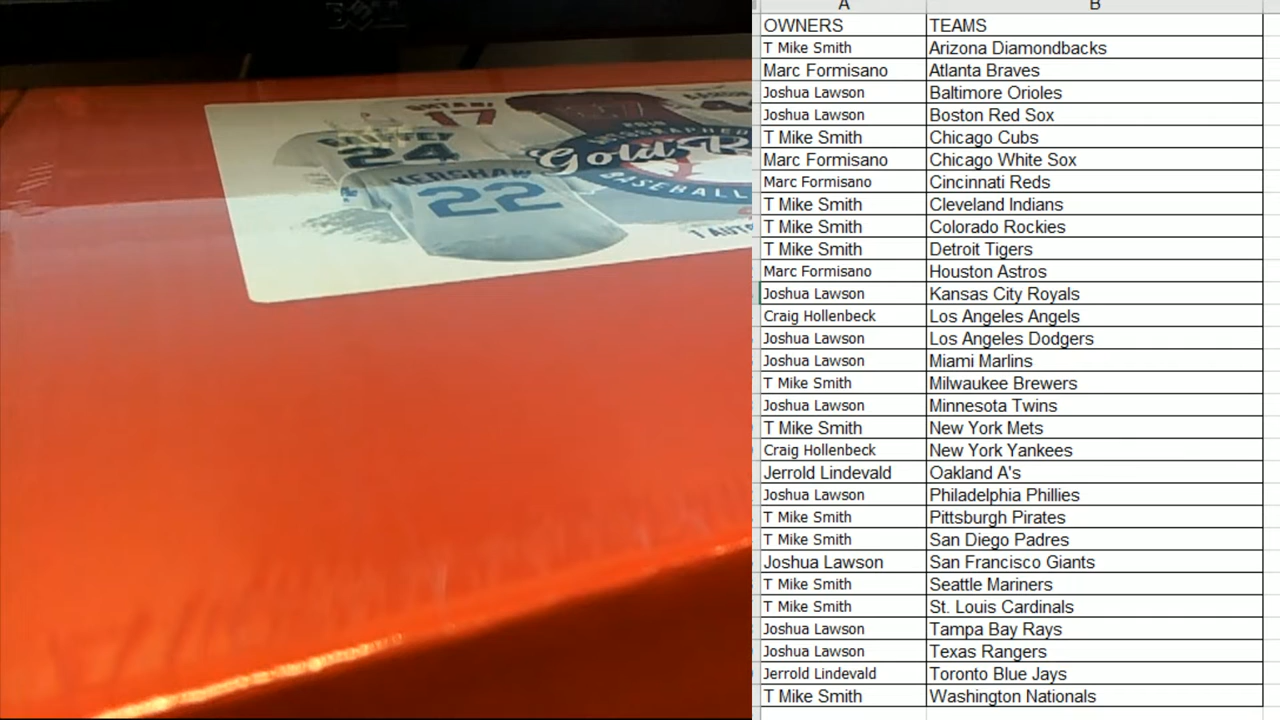 DELL
OHTANI
17
GRIFFEY
24
KERSHAW
22
AUTOGRAPHED
Gold R
BASEBALL
1 AUTO
A B
OWNERS TEAMS
T Mike Smith Arizona Diamondbacks
Marc Formisano Atlanta Braves
Joshua Lawson Baltimore Orioles
Joshua Lawson Boston Red Sox
T Mike Smith Chicago Cubs
Marc Formisano Chicago White Sox
Marc Formisano Cincinnati Reds
T Mike Smith Cleveland Indians
T Mike Smith Colorado Rockies
T Mike Smith Detroit Tigers
Marc Formisano Houston Astros
Joshua Lawson Kansas City Royals
Craig Hollenbeck Los Angeles Angels
Joshua Lawson Los Angeles Dodgers
Joshua Lawson Miami Marlins
T Mike Smith Milwaukee Brewers
Joshua Lawson Minnesota Twins
T Mike Smith New York Mets
Craig Hollenbeck New York Yankees
Jerrold Lindevald Oakland A's
Joshua Lawson Philadelphia Phillies
T Mike Smith Pittsburgh Pirates
T Mike Smith San Diego Padres
Joshua Lawson San Francisco Giants
T Mike Smith Seattle Mariners
T Mike Smith St. Louis Cardinals
Joshua Lawson Tampa Bay Rays
Joshua Lawson Texas Rangers
Jerrold Lindevald Toronto Blue Jays
T Mike Smith Washington Nationals